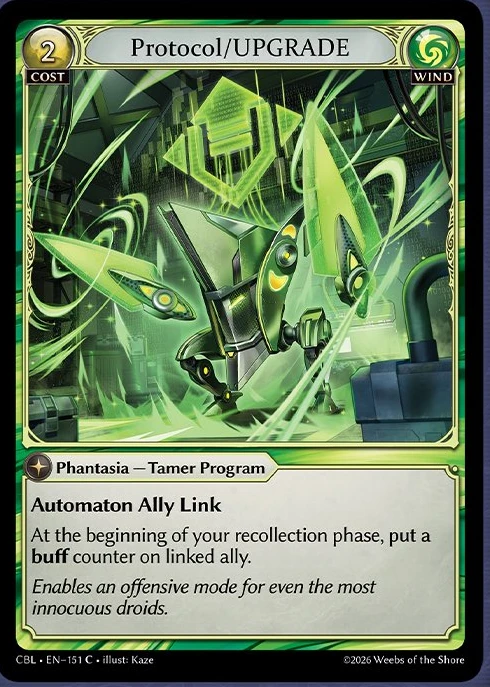 2
COST
Protocol/UPGRADE
WIND
Phantasia — Tamer Program
Automaton Ally Link
At the beginning of your recollection phase, put a
buff counter on linked ally.
Enables an offensive mode for even the most
innocuous droids.
CBL • EN–151 C • illust: Kaze
©2026 Weebs of the Shore